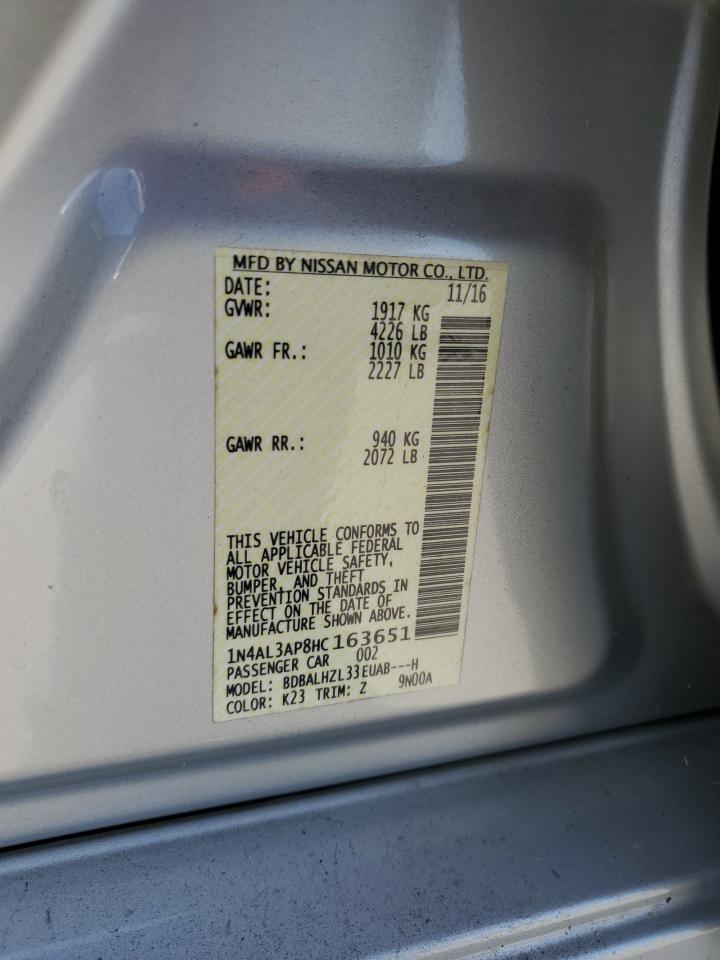 MFD BY NISSAN MOTOR CO., LTD.
DATE: 11/16
GVWR: 1917 KG
4226 LB
GAWR FR.: 1010 KG
2227 LB
GAWR RR.: 940 KG
2072 LB
THIS VEHICLE CONFORMS TO
ALL APPLICABLE FEDERAL
MOTOR VEHICLE SAFETY,
BUMPER, AND THEFT
PREVENTION STANDARDS IN
EFFECT ON THE DATE OF
MANUFACTURE SHOWN ABOVE.
1N4AL3AP8HC 163651
PASSENGER CAR 002
MODEL: BDBALHZL33EUAB---H
COLOR: K23 TRIM: Z 9N00A